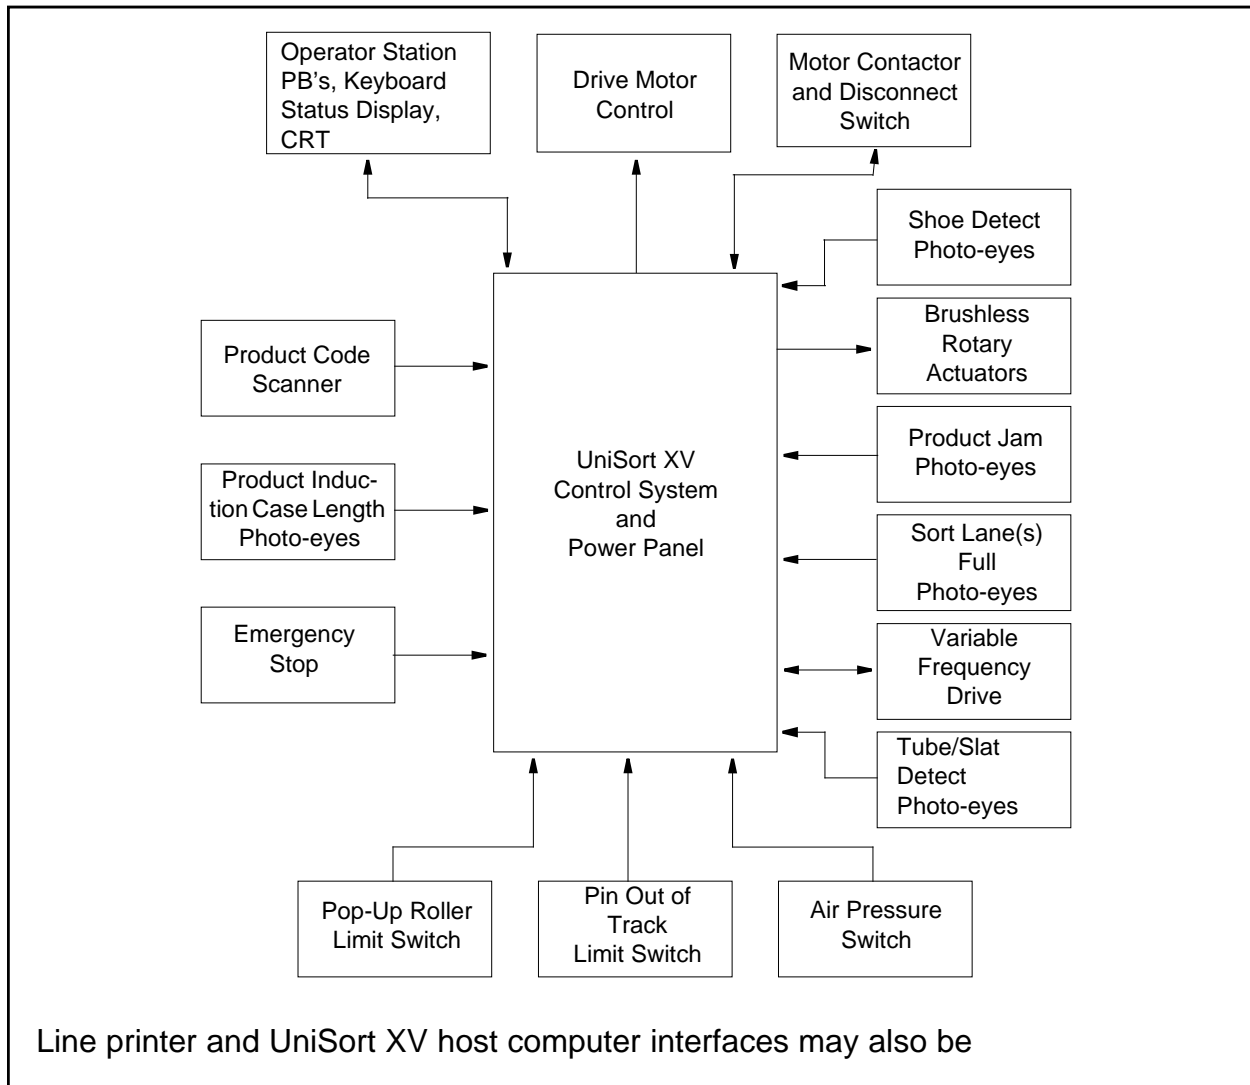 Operator Station
PB's, Keyboard
Status Display,
CRT
Drive Motor
Control
Motor Contactor
and Disconnect
Switch
Shoe Detect
Photo-eyes
Brushless
Rotary
Actuators
Product Code
Scanner
Product Jam
Photo-eyes
UniSort XV
Control System
and
Power Panel
Product Induc-
tion Case Length
Photo-eyes
Sort Lane(s)
Full
Photo-eyes
Emergency
Stop
Variable
Frequency
Drive
Tube/Slat
Detect
Photo-eyes
Pop-Up Roller
Limit Switch
Pin Out of
Track
Limit Switch
Air Pressure
Switch
Line printer and UniSort XV host computer interfaces may also be